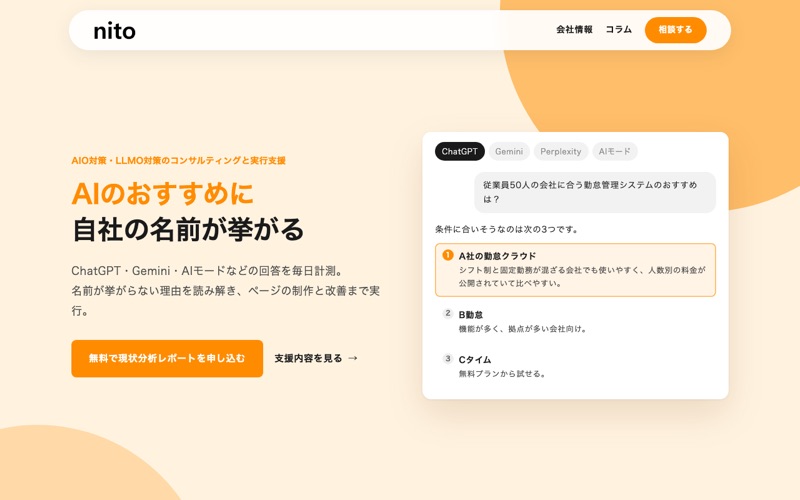 nito
会社情報
コラム
相談する
AIO対策・LLMO対策のコンサルティングと実行支援
AIのおすすめに
自社の名前が挙がる
ChatGPT・Gemini・AIモードなどの回答を毎日計測。
名前が挙がらない理由を読み解き、ページの制作と改善まで実
行。
無料で現状分析レポートを申し込む
支援内容を見る →
ChatGPT
Gemini
Perplexity
AIモード
従業員50人の会社に合う勤怠管理システムのおすすめ
は？
条件に合いそうなのは次の3つです。
1 A社の勤怠クラウド
シフト制と固定勤務が混ざる会社でも使いやすく、人数別の料金が
公開されていて比べやすい。
2 B勤怠
機能が多く、拠点が多い会社向け。
3 Cタイム
無料プランから試せる。